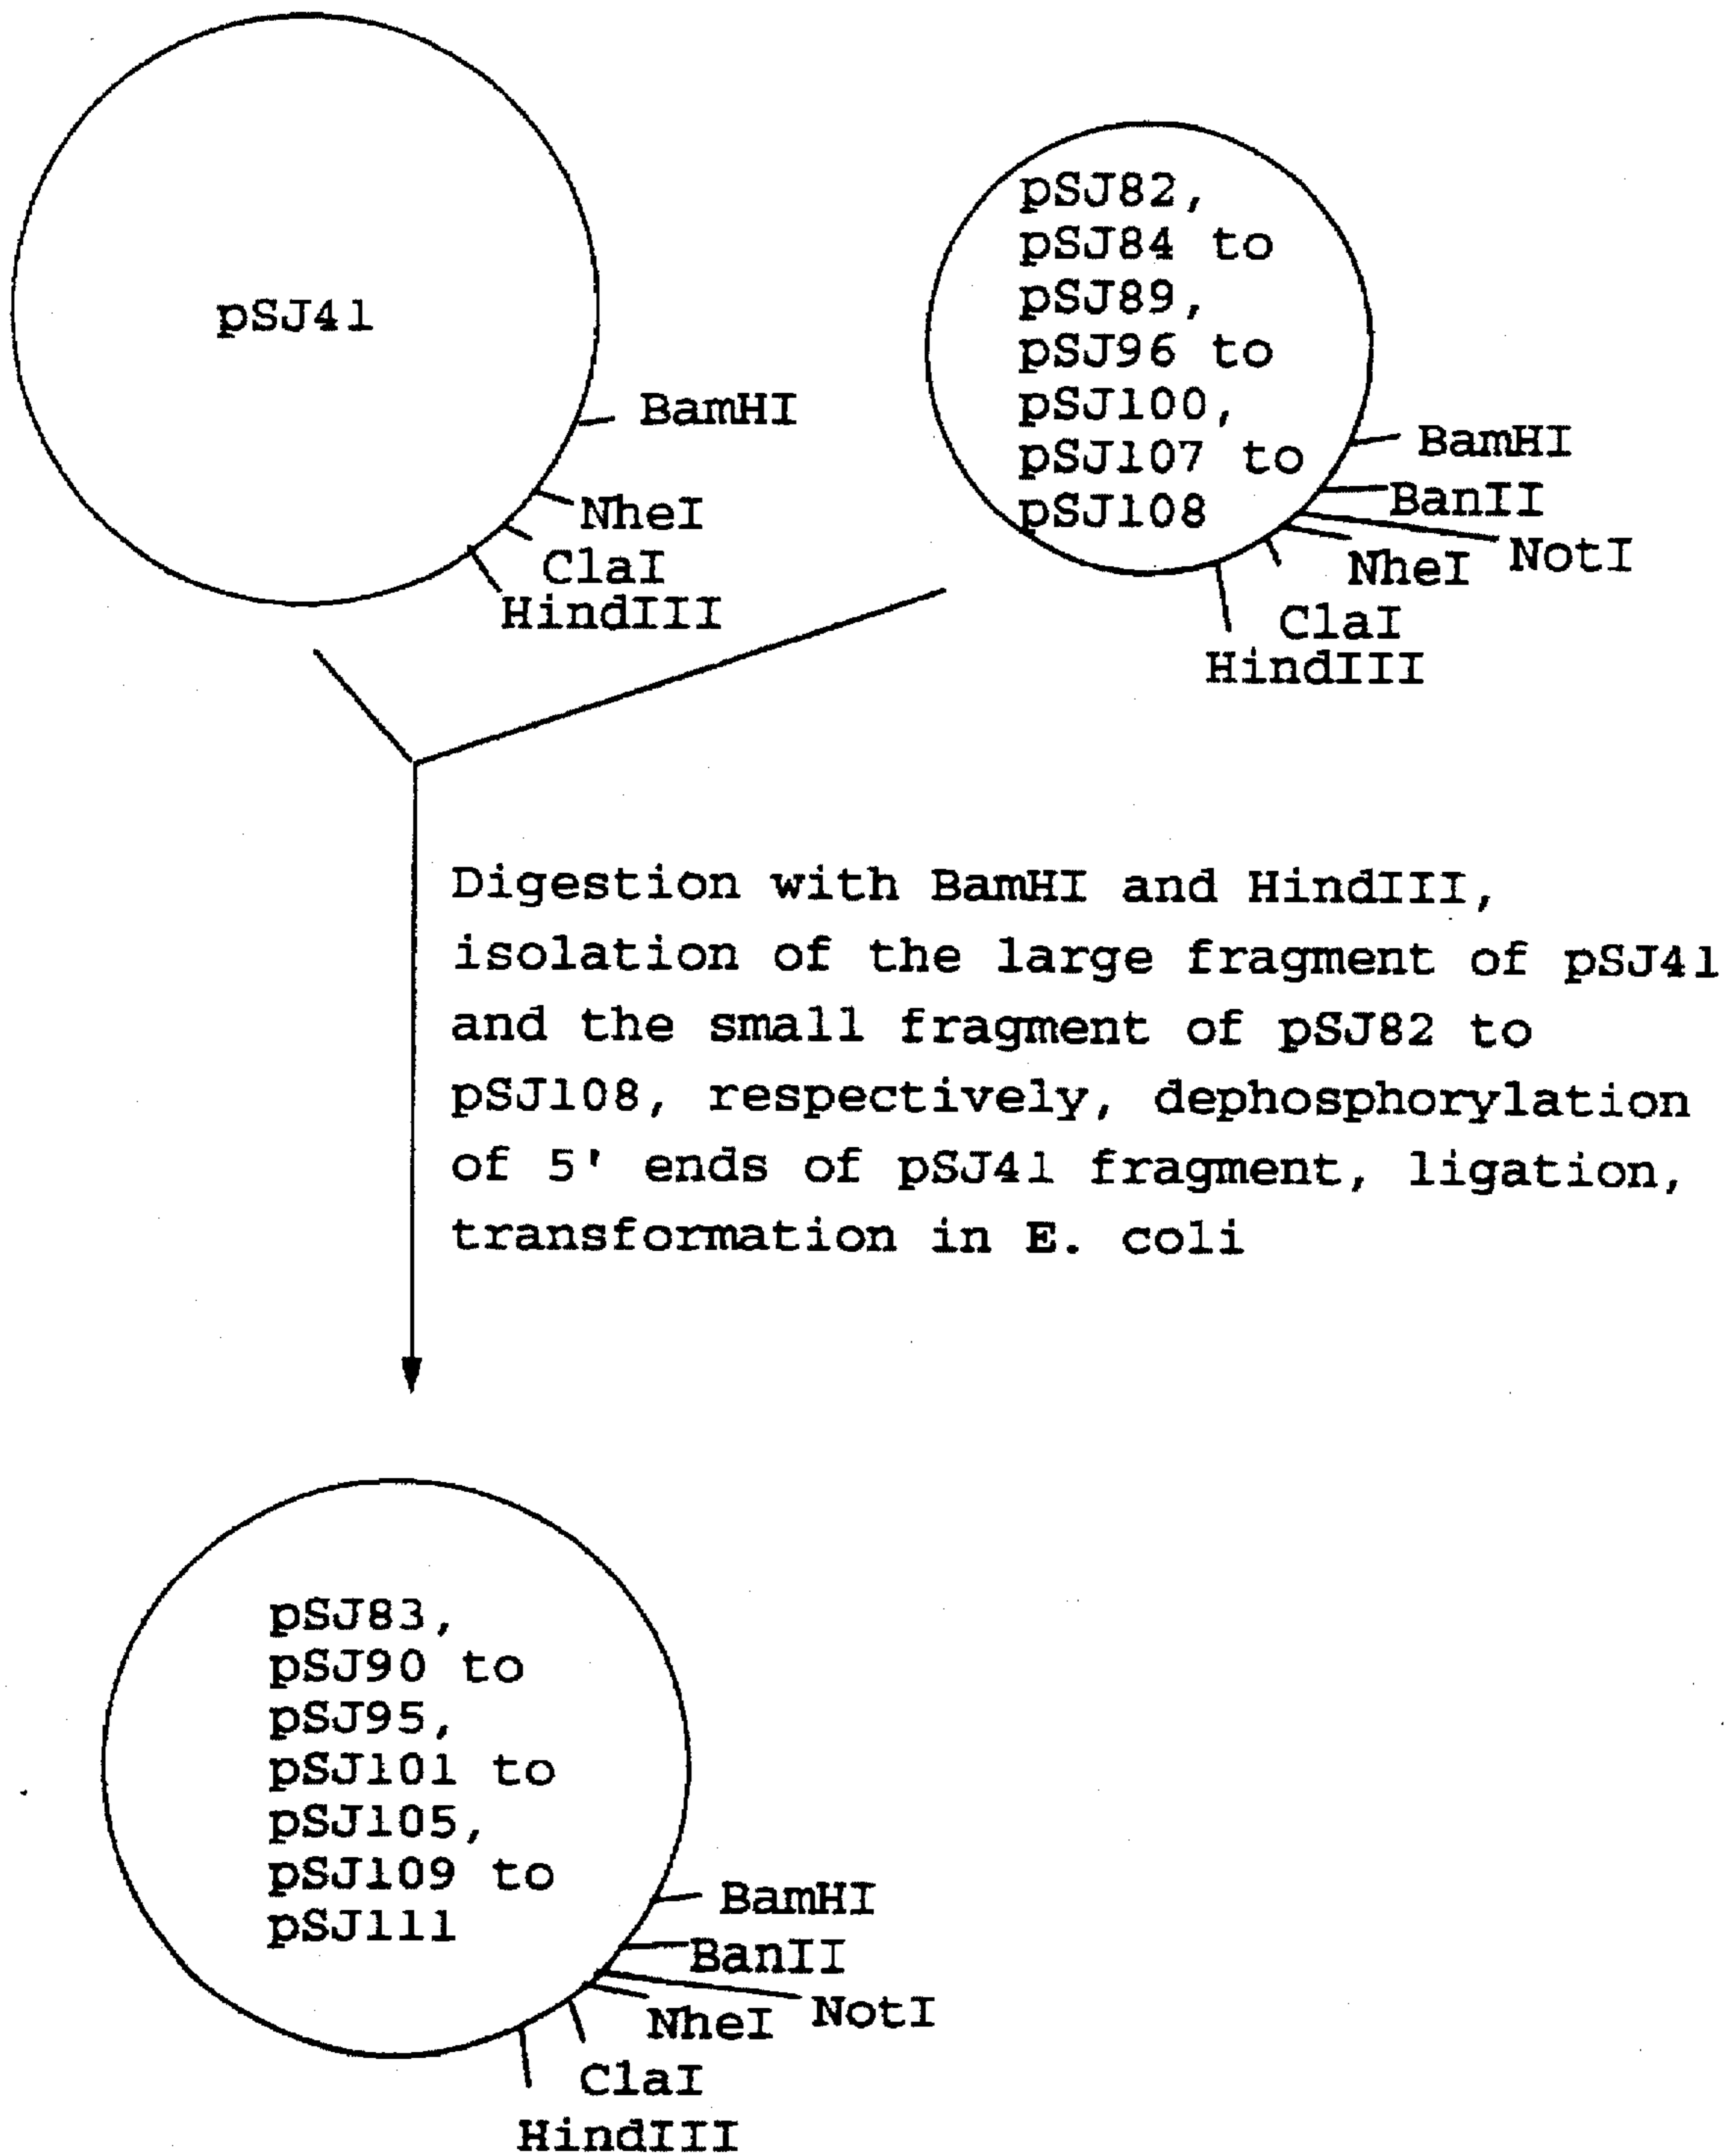 pSJ41
BamHI
NheI
ClaI
HindIII
pSJ82,
pSJ84 to
pSJ89,
pSJ96 to
pSJ100,
pSJ107 to
pSJ108
BamHI
BanII
NotI
NheI
ClaI
HindIII
Digestion with BamHI and HindIII,
isolation of the large fragment of pSJ41
and the small fragment of pSJ82 to
pSJ108, respectively, dephosphorylation
of 5' ends of pSJ41 fragment, ligation,
transformation in E. coli
pSJ83,
pSJ90 to
pSJ95,
pSJ101 to
pSJ105,
pSJ109 to
pSJ111
BamHI
BanII
NotI
NheI
ClaI
HindIII